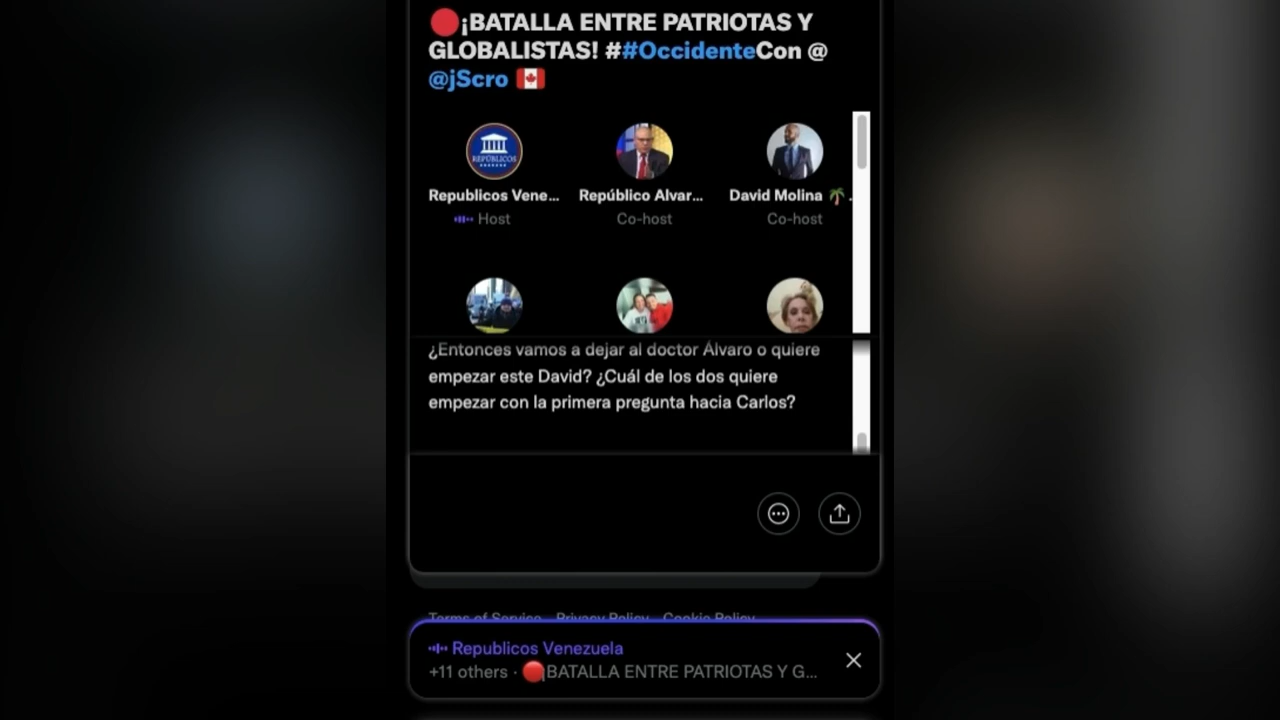 🔴¡BATALLA ENTRE PATRIOTAS Y
GLOBALISTAS! ##OccidenteCon @
@jScro 🇨🇦
REPÚBLICOS
Republicos Vene...
Repúblico Alvar...
David Molina 🌴.
Host
Co-host
Co-host
¿Entonces vamos a dejar al doctor Álvaro o quiere
empezar este David? ¿Cuál de los dos quiere
empezar con la primera pregunta hacia Carlos?
Terms of Service Privacy Policy Cookie Policy
Republicos Venezuela
+11 others · 🔴¡BATALLA ENTRE PATRIOTAS Y G...